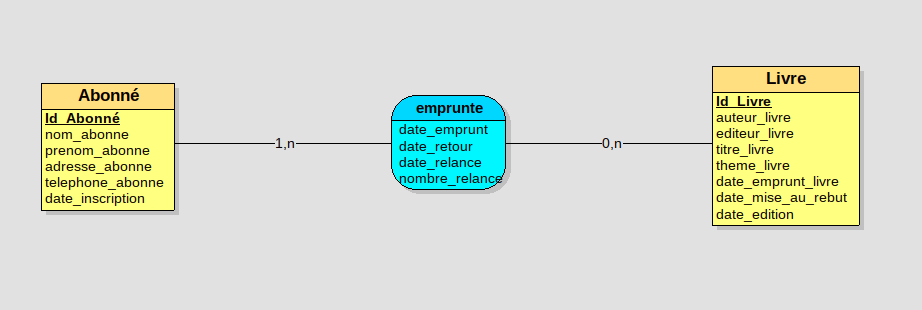 Abonné
Id_Abonné
nom_abonne
prenom_abonne
adresse_abonne
telephone_abonne
date_inscription
1,n
emprunte
date_emprunt
date_retour
date_relance
nombre_relance
0,n
Livre
Id_Livre
auteur_livre
editeur_livre
titre_livre
theme_livre
date_emprunt_livre
date_mise_au_rebut
date_edition